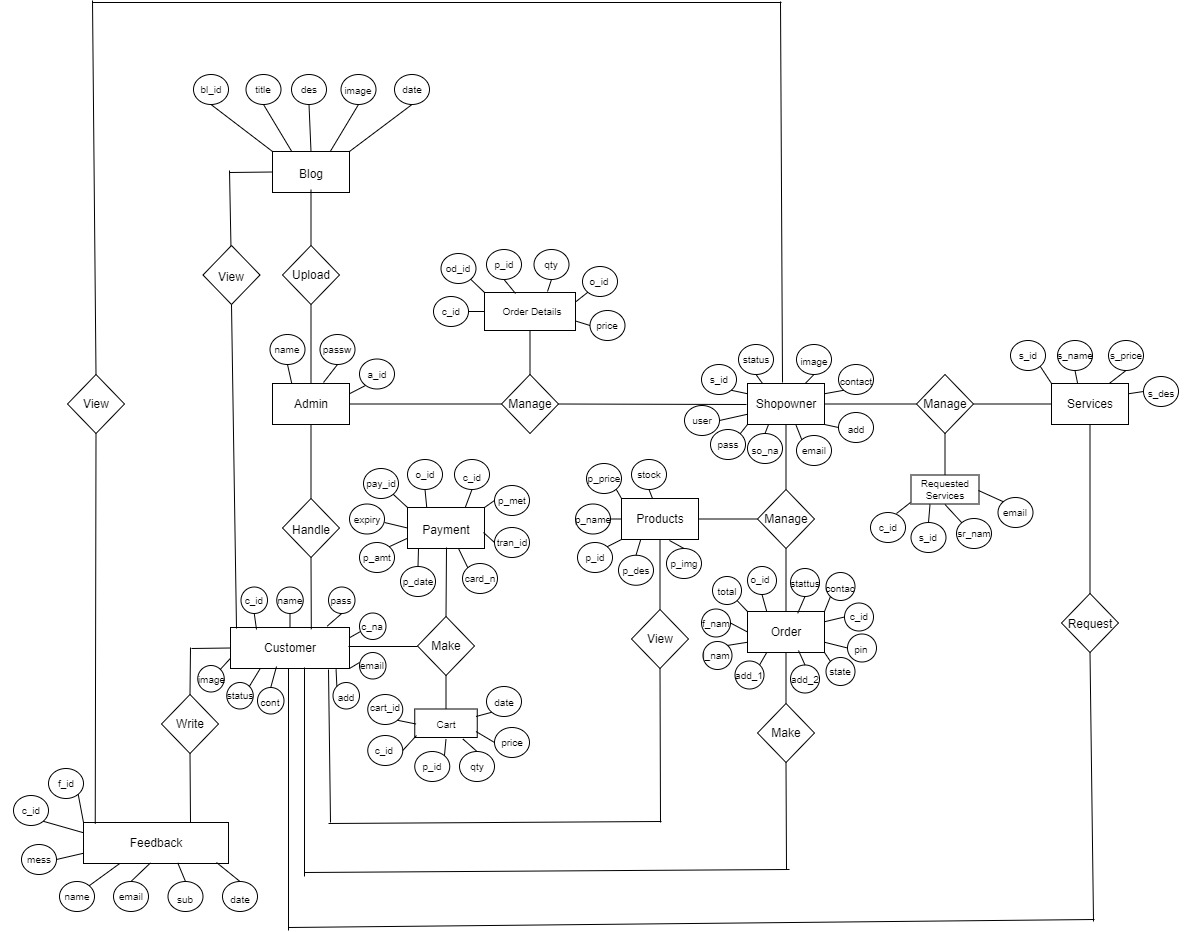 bl_id title des image date
Blog
View Upload
od_id p_id qty o_id
c_id Order Details price
name passw a_id
status image
s_id contact
s_id s_name s_price s_des
View Admin Manage Shopowner Manage Services
user add
pass so_na email
pay_id o_id c_id p_met
p_price stock
Requested
Services
expiry Payment tran_id
p_name Products Manage
c_id s_id sr_nam email
Handle
p_amt p_date card_n
p_id p_des p_img
total o_id stattus contac
c_id name pass c_na
f_nam Order c_id
Request
Customer Make View
_nam pin
image status cont add email
add_1 add_2 state
cart_id date
Write Cart Make
c_id p_id qty price
f_id
c_id
Feedback
mess
name email sub date